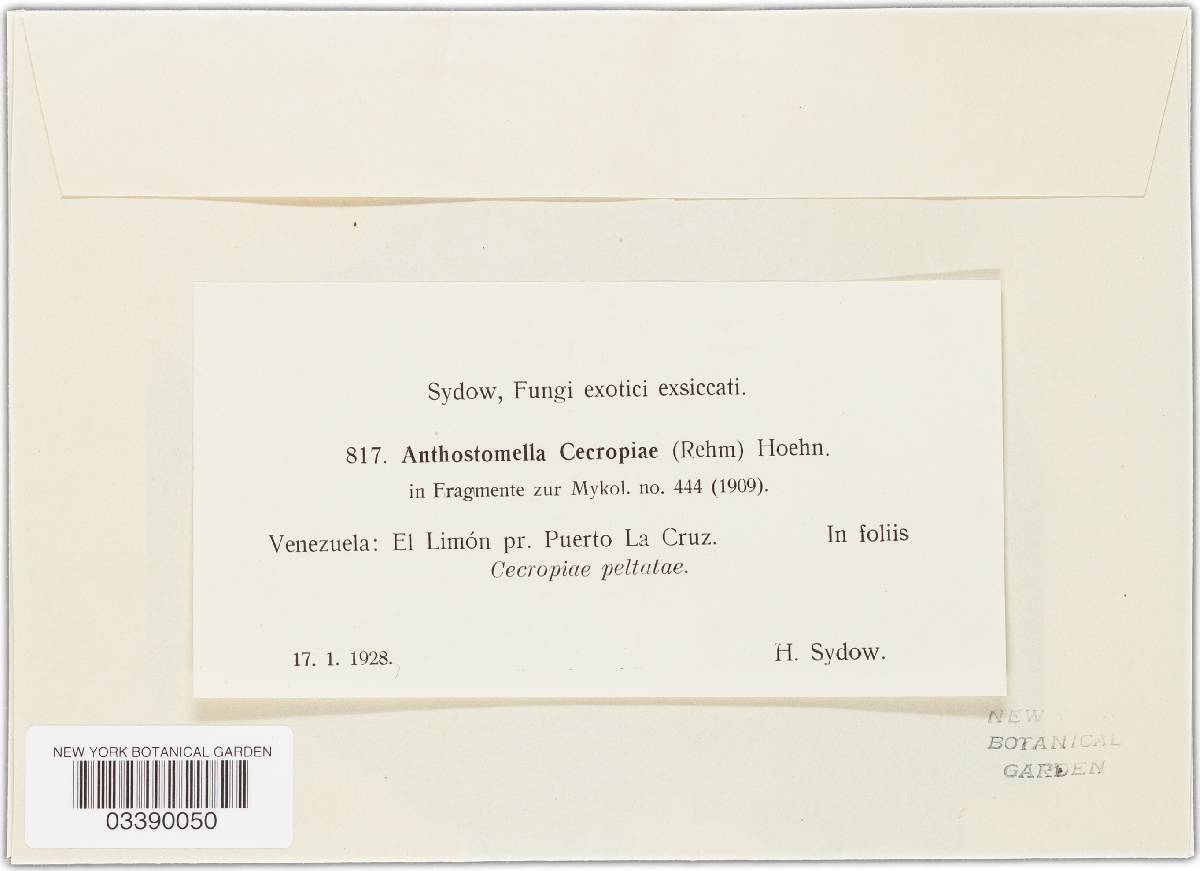 Sydow, Fungi exotici exsiccati.
817. Anthostomella Cecropiae (Rehm) Hoehn.
in Fragmente zur Mykol. no. 444 (1909).
Venezuela: El Limón pr. Puerto La Cruz. In foliis
Cecropiae peltatae.
17. 1. 1928. H. Sydow.
NEW
BOTANICAL
GARDEN
NEW YORK BOTANICAL GARDEN
03390050